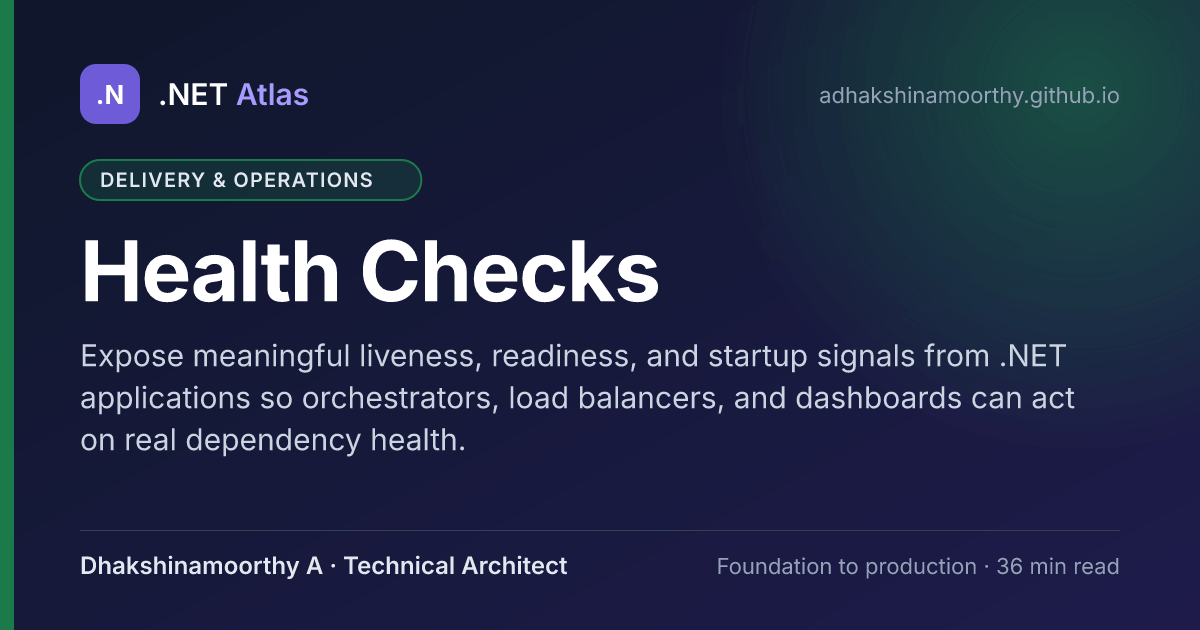 .N
.NET Atlas
adhakshinamoorthy.github.io
DELIVERY & OPERATIONS
Health Checks
Expose meaningful liveness, readiness, and startup signals from .NET
applications so orchestrators, load balancers, and dashboards can act
on real dependency health.
Dhakshinamoorthy A · Technical Architect
Foundation to production · 36 min read